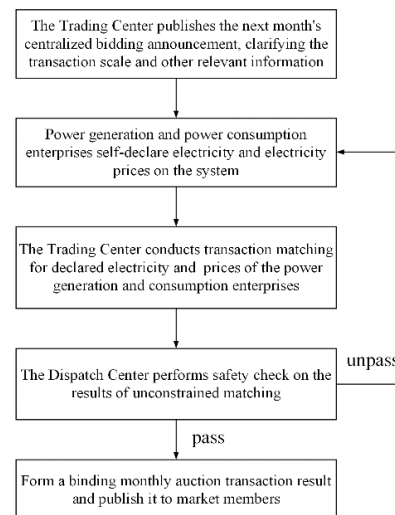 The Trading Center publishes the next month's
centralized bidding announcement, clarifying the
transaction scale and other relevant information
Power generation and power consumption
enterprises self-declare electricity and electricity
prices on the system
The Trading Center conducts transaction matching
for declared electricity and prices of the power
generation and consumption enterprises
The Dispatch Center performs safety check on the
results of unconstrained matching
unpass
pass
Form a binding monthly auction transaction result
and publish it to market members